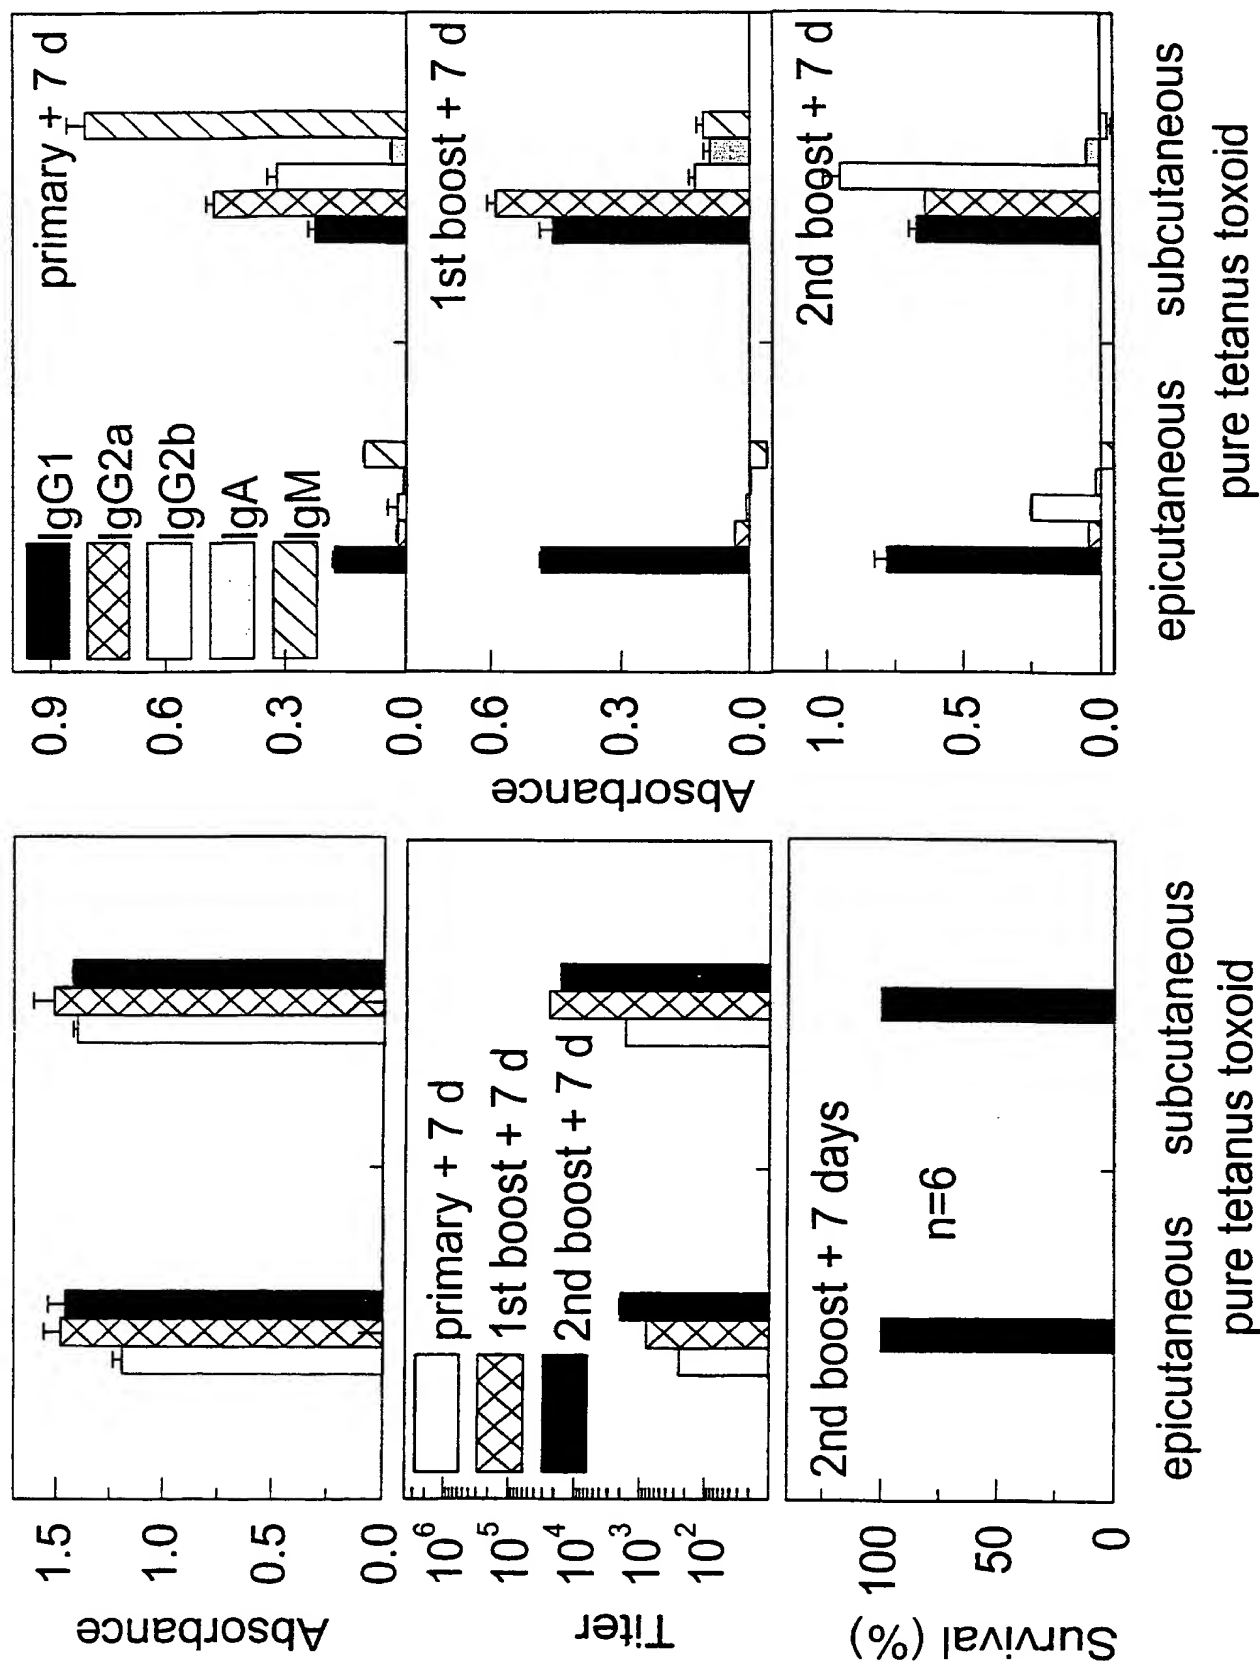 Absorbance
1.5
1.0
0.5
0.0
Titer
10^6
10^5
10^4
10^3
10^2
primary + 7 d
1st boost + 7 d
2nd boost + 7 d
Survival (%)
100
50
0
2nd boost + 7 days
n=6
epicutaneous subcutaneous
pure tetanus toxoid
Absorbance
0.9
0.6
0.3
0.0
IgG1
IgG2a
IgG2b
IgA
IgM
primary + 7 d
0.6
0.3
0.0
1st boost + 7 d
1.0
0.5
0.0
2nd boost + 7 d
epicutaneous subcutaneous
pure tetanus toxoid